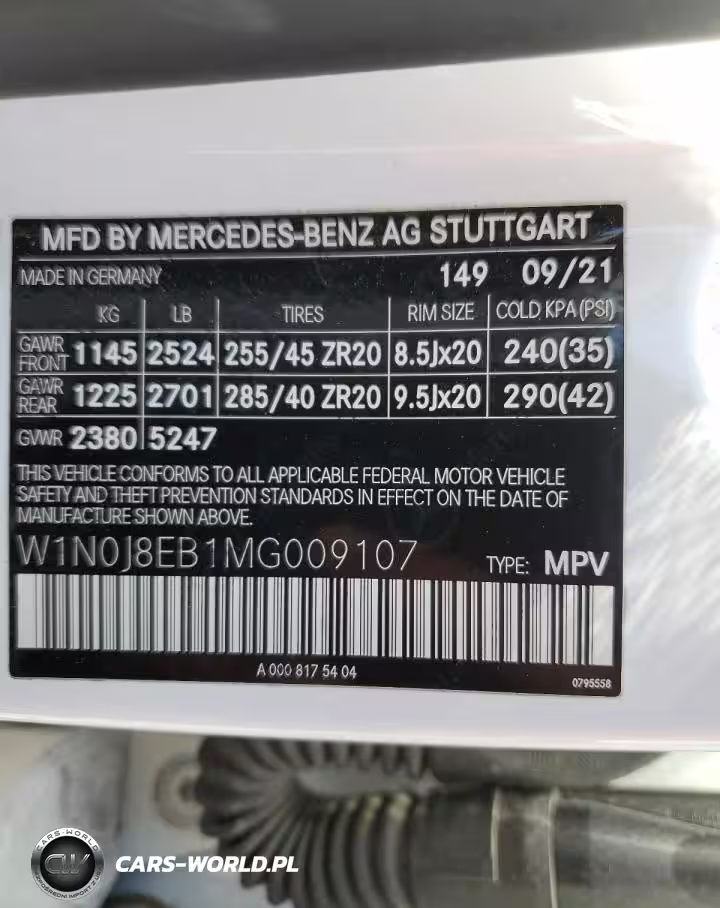 MFD BY MERCEDES-BENZ AG STUTTGART
MADE IN GERMANY 149 09/21
KG LB TIRES RIM SIZE COLD KPA (PSI)
GAWR FRONT 1145 2524 255/45 ZR20 8.5Jx20 240(35)
GAWR REAR 1225 2701 285/40 ZR20 9.5Jx20 290(42)
GVWR 2380 5247
THIS VEHICLE CONFORMS TO ALL APPLICABLE FEDERAL MOTOR VEHICLE
SAFETY AND THEFT PREVENTION STANDARDS IN EFFECT ON THE DATE OF
MANUFACTURE SHOWN ABOVE.
W1N0J8EB1MG009107 TYPE: MPV
A 000 817 54 04
0795558
CARS-WORLD
CW
CARS-WORLD.PL